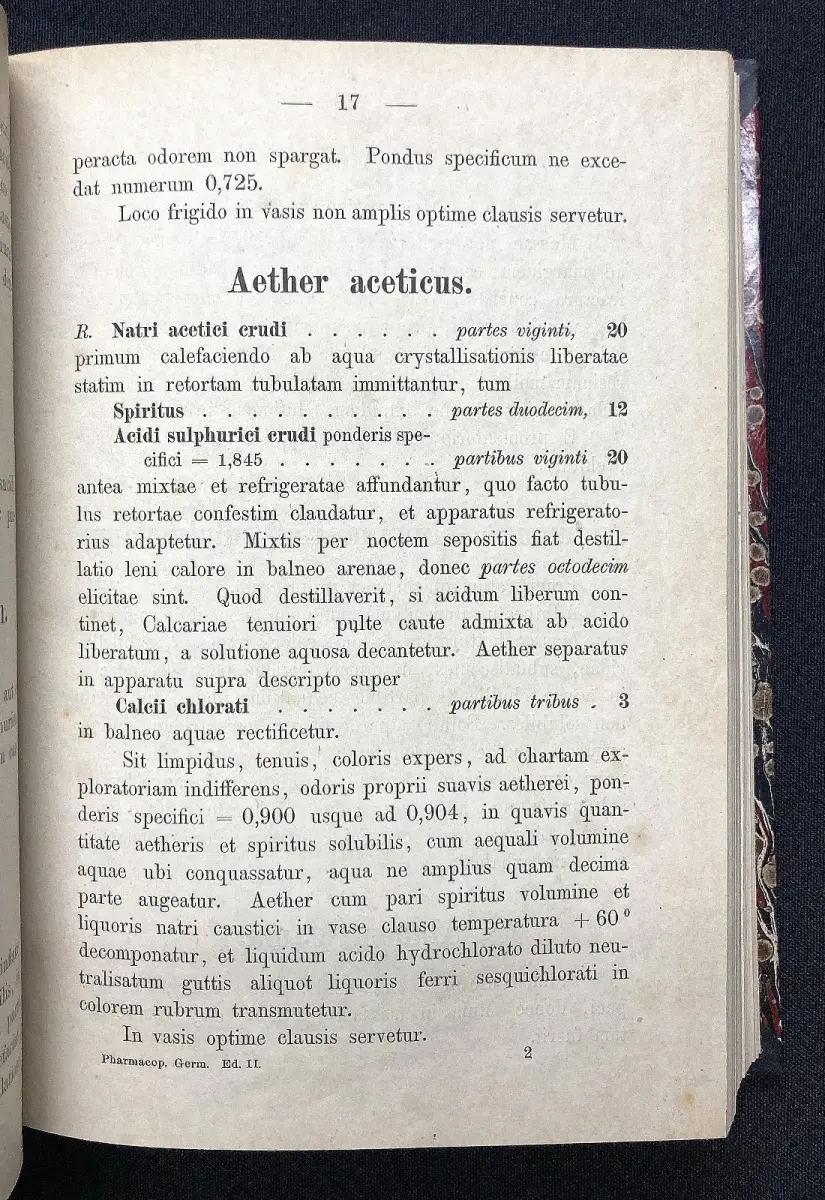 — 17 —
peracta odorem non spargat. Pondus specificum ne exce-
dat numerum 0,725.
Loco frigido in vasis non amplis optime clausis servetur.
Aether aceticus.
R. Natri acetici crudi . . . . . . partes viginti, 20
primum calefaciendo ab aqua crystallisationis liberatae
statim in retortam tubulatam immittantur, tum
Spiritus . . . . . . . . . . partes duodecim, 12
Acidi sulphurici crudi ponderis spe-
cifici = 1,845 . . . . . . . . partibus viginti 20
antea mixtae et refrigeratae affundantur, quo facto tubu-
lus retortae confestim claudatur, et apparatus refrigerato-
rius adaptetur. Mixtis per noctem sepositis fiat destil-
latio leni calore in balneo arenae, donec partes octodecim
elicitae sint. Quod destillaverit, si acidum liberum con-
tinet, Calcariae tenuiori pulte caute admixta ab acido
liberatum, a solutione aquosa decantetur. Aether separatus
in apparatu supra descripto super
Calcii chlorati . . . . . . . partibus tribus . 3
in balneo aquae rectificetur.
Sit limpidus, tenuis, coloris expers, ad chartam ex-
ploratoriam indifferens, odoris proprii suavis aetherei, pon-
deris specifici = 0,900 usque ad 0,904, in quavis quan-
titate aetheris et spiritus solubilis, cum aequali volumine
aquae ubi conquassatur, aqua ne amplius quam decima
parte augeatur. Aether cum pari spiritus volumine et
liquoris natri caustici in vase clauso temperatura + 60°
decomponatur, et liquidum acido hydrochlorato diluto neu-
tralisatum guttis aliquot liquoris ferri sesquichlorati in
colorem rubrum transmutetur.
In vasis optime clausis servetur.
Pharmacop. Germ. Ed. II. 2